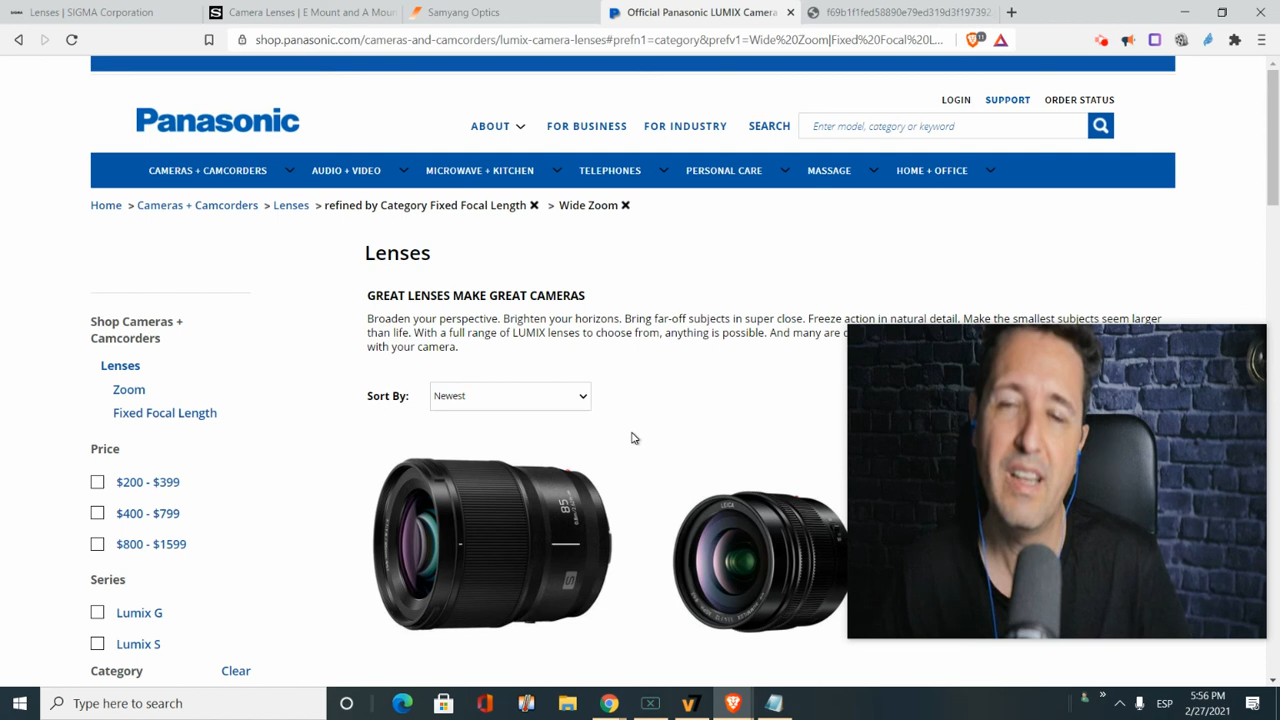 Lenses | SIGMA Corporation
Camera Lenses | E Mount and A Moun
Samyang Optics
Official Panasonic LUMIX Camera
f69b1f1fed58890e79ed319d3f197392
shop.panasonic.com/cameras-and-camcorders/lumix-camera-lenses#prefn1=category&prefv1=Wide%20Zoom|Fixed%20Focal%20L...
11
Panasonic
LOGIN SUPPORT ORDER STATUS
ABOUT FOR BUSINESS FOR INDUSTRY SEARCH Enter model, category or keyword
CAMERAS + CAMCORDERS AUDIO + VIDEO MICROWAVE + KITCHEN TELEPHONES PERSONAL CARE MASSAGE HOME + OFFICE
Home > Cameras + Camcorders > Lenses > refined by Category Fixed Focal Length ✖ > Wide Zoom ✖
Lenses
GREAT LENSES MAKE GREAT CAMERAS
Broaden your perspective. Brighten your horizons. Bring far-off subjects in super close. Freeze action in natural detail. Make the smallest subjects seem larger
than life. With a full range of LUMIX lenses to choose from, anything is possible. And many are
with your camera.
Shop Cameras +
Camcorders
Lenses
Zoom
Fixed Focal Length
Sort By: Newest
Price
$200 - $399
$400 - $799
$800 - $1599
Series
Lumix G
Lumix S
Category Clear
85
S
LEICA
Type here to search
ESP
5:56 PM
2/27/2021